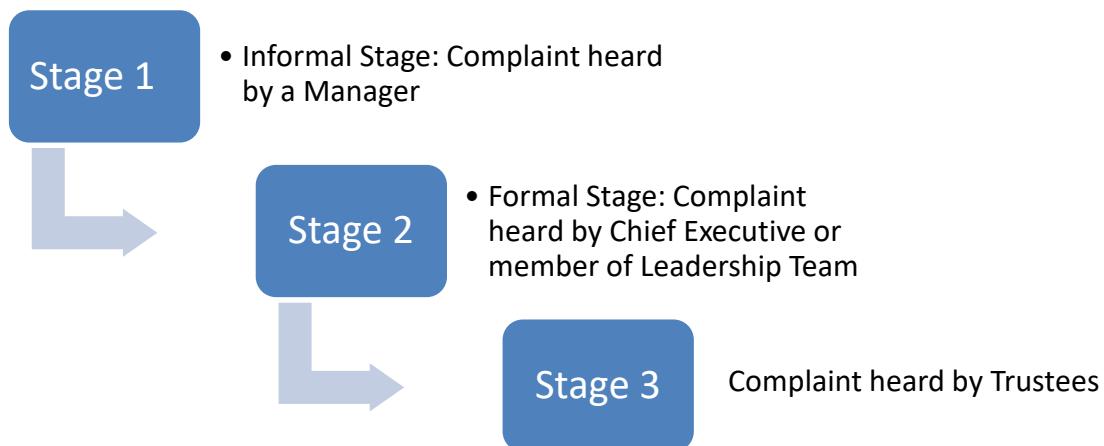 Stage 1
• Informal Stage: Complaint heard
by a Manager
Stage 2
• Formal Stage: Complaint
heard by Chief Executive or
member of Leadership Team
Stage 3
Complaint heard by Trustees